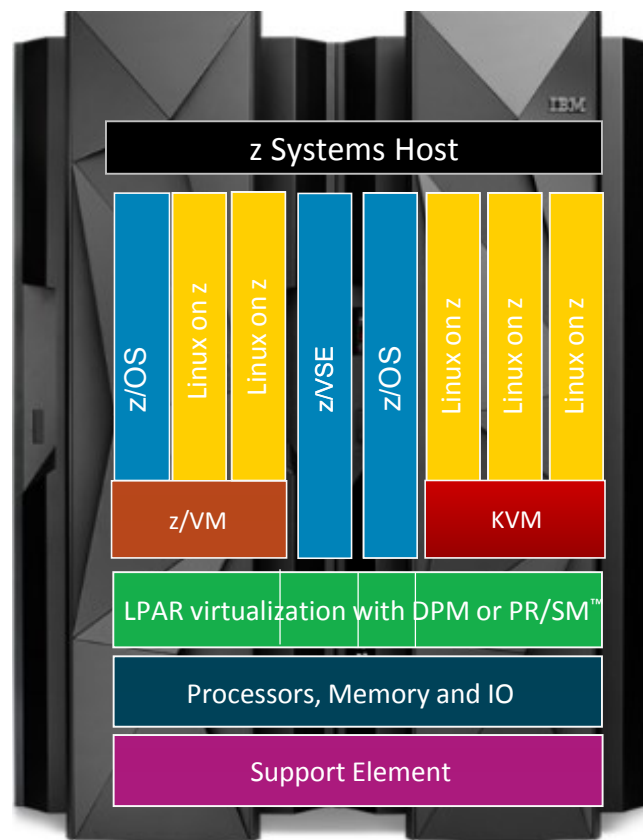 IBM
z Systems Host
z/OS
Linux on z
Linux on z
z/VSE
z/OS
Linux on z
Linux on z
Linux on z
z/VM
KVM
LPAR virtualization with DPM or PR/SM™
Processors, Memory and IO
Support Element